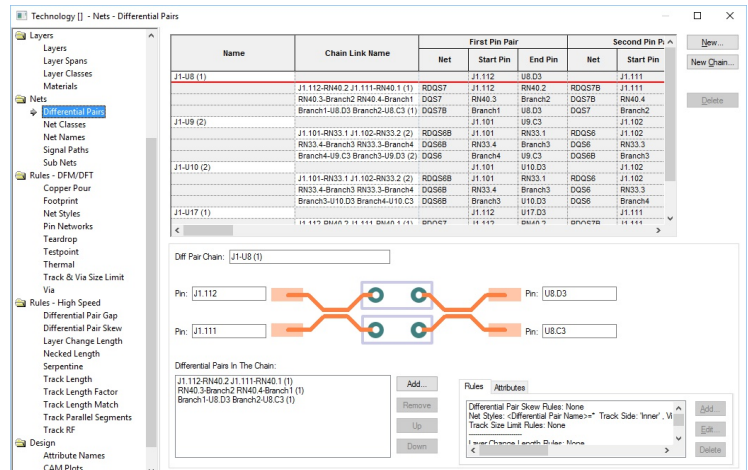 Technology [] - Nets - Differential Pairs
Layers
Layers
Layer Spans
Layer Classes
Materials
Nets
Differential Pairs
Net Classes
Net Names
Signal Paths
Sub Nets
Rules - DFM/DFT
Copper Pour
Footprint
Net Styles
Pin Networks
Teardrop
Testpoint
Thermal
Track & Via Size Limit
Via
Rules - High Speed
Differential Pair Gap
Differential Pair Skew
Layer Change Length
Necked Length
Serpentine
Track Length
Track Length Factor
Track Length Match
Track Parallel Segments
Track RF
Design
Attribute Names
CAM Plots
Name Chain Link Name First Pin Pair Second Pin Pa
Net Start Pin End Pin Net Start Pin
J1-U8 (1) J1.112 U8.D3 J1.111
J1.112-RN40.2 J1.111-RN40.1 (1) RDQS7 J1.112 RN40.2 RDQS7B J1.111
RN40.3-Branch2 RN40.4-Branch1 DQS7 RN40.3 Branch2 DQS7B RN40.4
Branch1-U8.D3 Branch2-U8.C3 (1) DQS7B Branch1 U8.D3 DQS7 Branch2
J1-U9 (2) J1.101 U9.C3 J1.102
J1.101-RN33.1 J1.102-RN33.2 (2) RDQS6B J1.101 RN33.1 RDQS6 J1.102
RN33.4-Branch3 RN33.3-Branch4 DQS6B RN33.4 Branch3 DQS6 RN33.3
Branch4-U9.C3 Branch3-U9.D3 (2) DQS6 Branch4 U9.C3 DQS6B Branch3
J1-U10 (2) J1.101 U10.D3 J1.102
J1.101-RN33.1 J1.102-RN33.2 (2) RDQS6B J1.101 RN33.1 RDQS6 J1.102
RN33.4-Branch3 RN33.3-Branch4 DQS6B RN33.4 Branch3 DQS6 RN33.3
Branch3-U10.D3 Branch4-U10.C3 DQS6B Branch3 U10.D3 DQS6 Branch4
J1-U17 (1) J1.112 U17.D3 J1.111
J1.112-RN40.2 J1.111-RN40.1 (1) RDQS7 J1.112 RN40.2 RDQS7B J1.111
New...
New Chain...
Delete
Diff Pair Chain: J1-U8 (1)
Pin: J1.112 Pin: U8.D3
Pin: J1.111 Pin: U8.C3
Differential Pairs In The Chain:
J1.112-RN40.2 J1.111-RN40.1 (1)
RN40.3-Branch2 RN40.4-Branch1 (1)
Branch1-U8.D3 Branch2-U8.C3 (1)
Add...
Remove
Up
Down
Rules Attributes
Differential Pair Skew Rules: None
Net Styles: <Differential Pair Name>=" Track Side: 'Inner' , Vi
Track Size Limit Rules: None
Layer Change Length Rules: None
Add...
Edit...
Delete